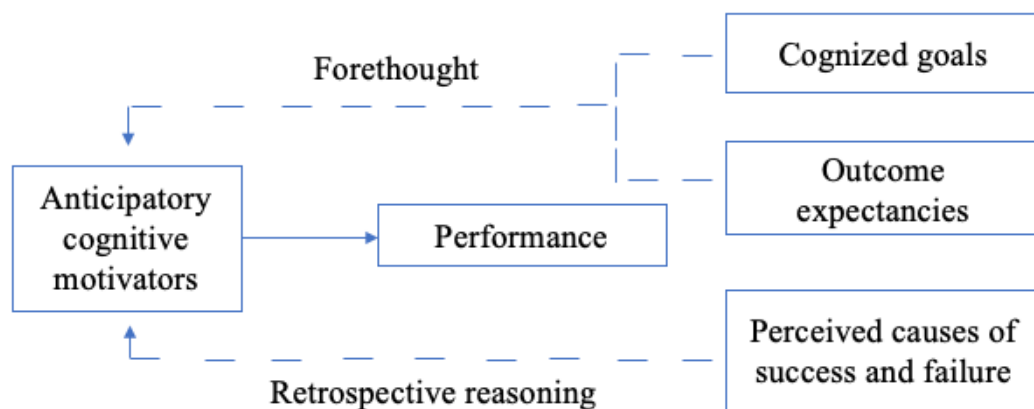 Cognized goals
Forethought
Outcome
expectancies
Anticipatory
cognitive
motivators
Performance
Perceived causes of
success and failure
Retrospective reasoning